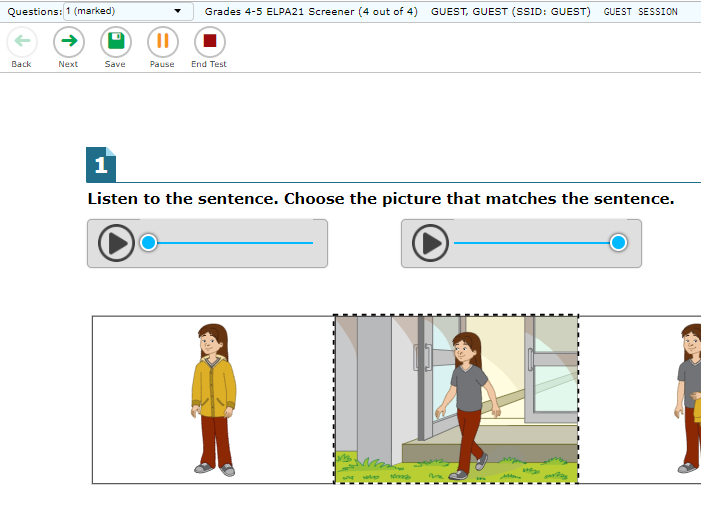 Questions: 1 (marked) Grades 4-5 ELPA21 Screener (4 out of 4) GUEST, GUEST (SSID: GUEST) GUEST SESSION
Back Next Save Pause End Test
1
Listen to the sentence. Choose the picture that matches the sentence.